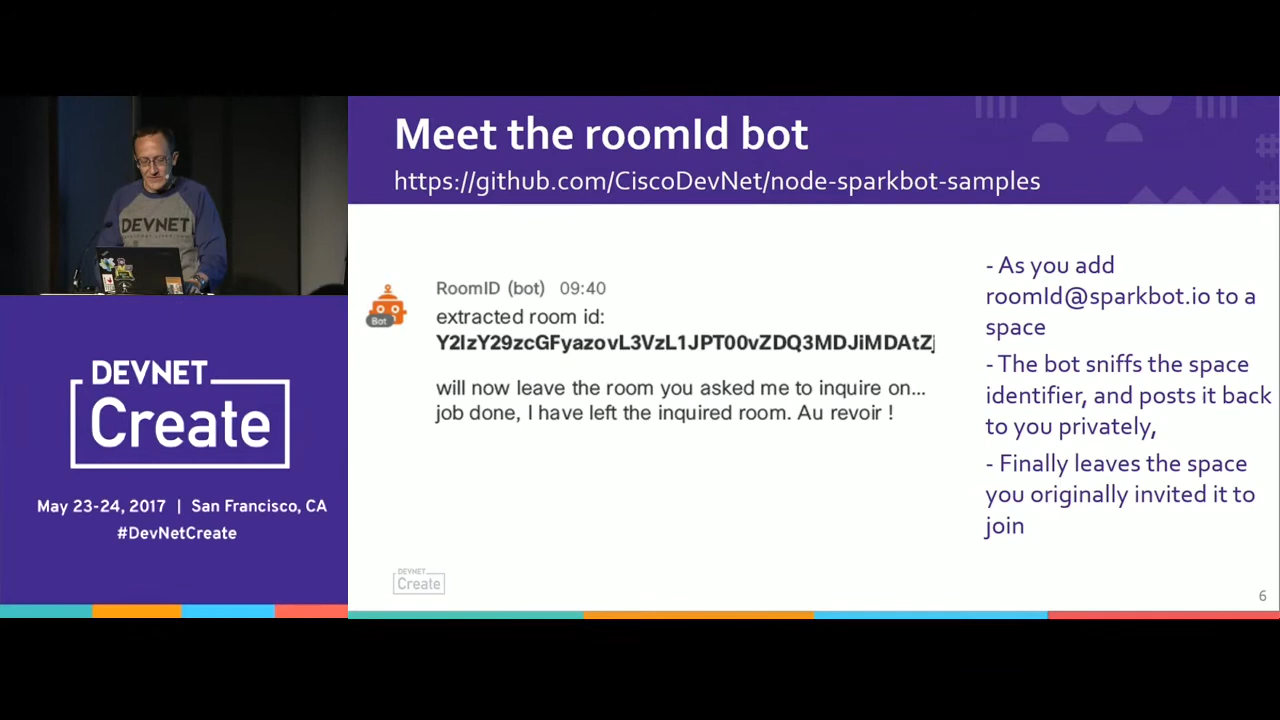 Meet the roomId bot
https://github.com/CiscoDevNet/node-sparkbot-samples
DEVNET
RoomID (bot) 09:40
Bot
extracted room id:
Y2lzY29zcGFyazovL3VzL1JPT00vZDQ3MDJiMDAtZj
will now leave the room you asked me to inquire on...
job done, I have left the inquired room. Au revoir !
- As you add
roomId@sparkbot.io to a
space
- The bot sniffs the space
identifier, and posts it back
to you privately,
- Finally leaves the space
you originally invited it to
join
DEVNET
Create
May 23-24, 2017 | San Francisco, CA
#DevNetCreate
DEVNET
Create
6